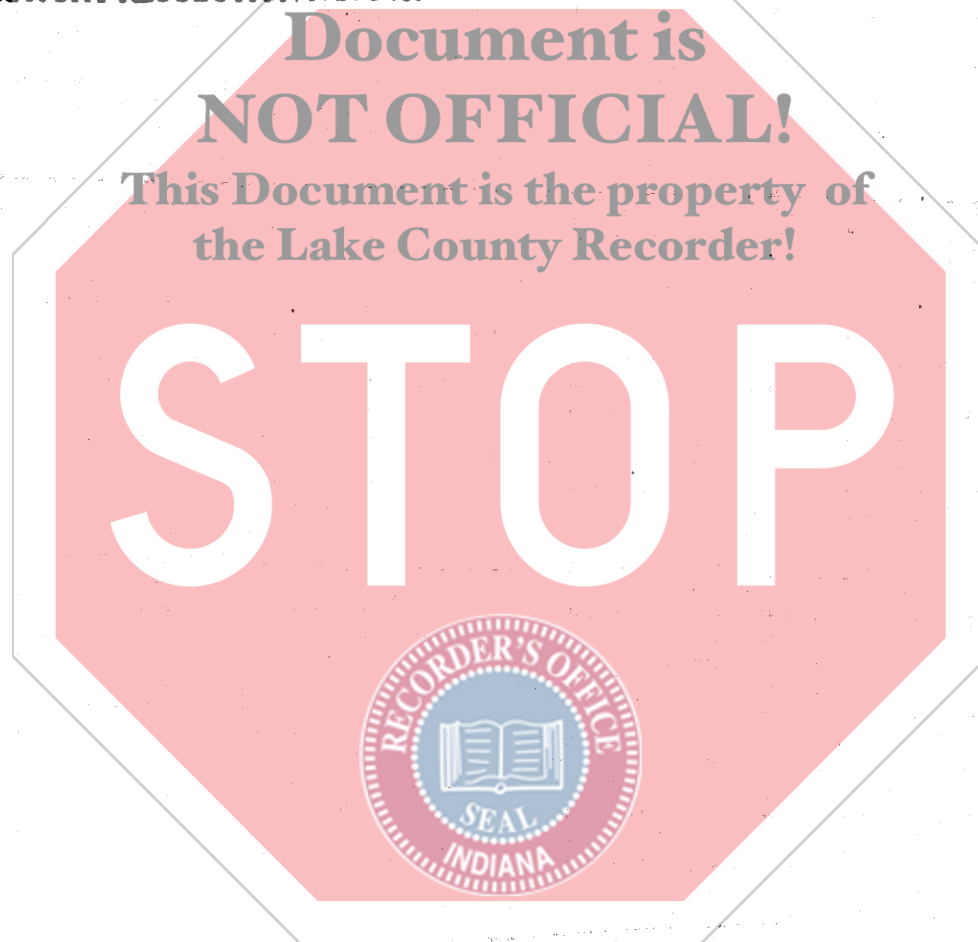 Document is
NOT OFFICIAL!
This Document is the property of
the Lake County Recorder!
STOP
RECORDER'S OFFICE
SEAL
INDIANA